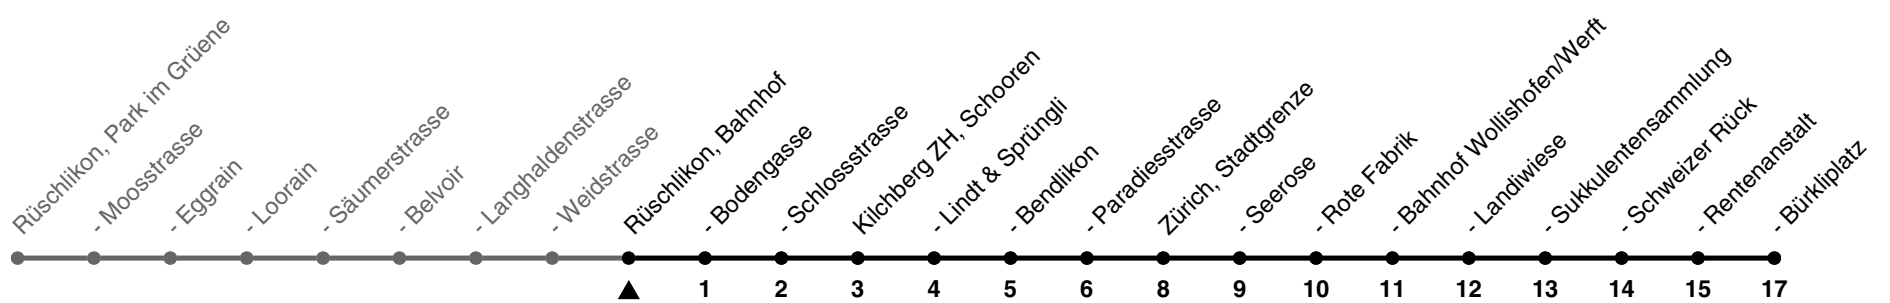 Rüschlikon, Park im Grüene
- Moosstrasse
- Eggrain
- Loorain
- Säumerstrasse
- Belvoir
- Langhaldenstrasse
- Weidstrasse
Rüschlikon, Bahnhof
- Bodengasse
- Schlossstrasse
Kilchberg ZH, Schooren
- Lindt & Sprüngli
- Bendlikon
- Paradiesstrasse
Zürich, Stadtgrenze
- Seerose
- Rote Fabrik
- Bahnhof Wollishofen/Werft
- Landiwiese
- Sukkulentensammlung
- Schweizer Rück
- Rentenanstalt
- Bürkliplatz
1 2 3 4 5 6 8 9 10 11 12 13 14 15 17